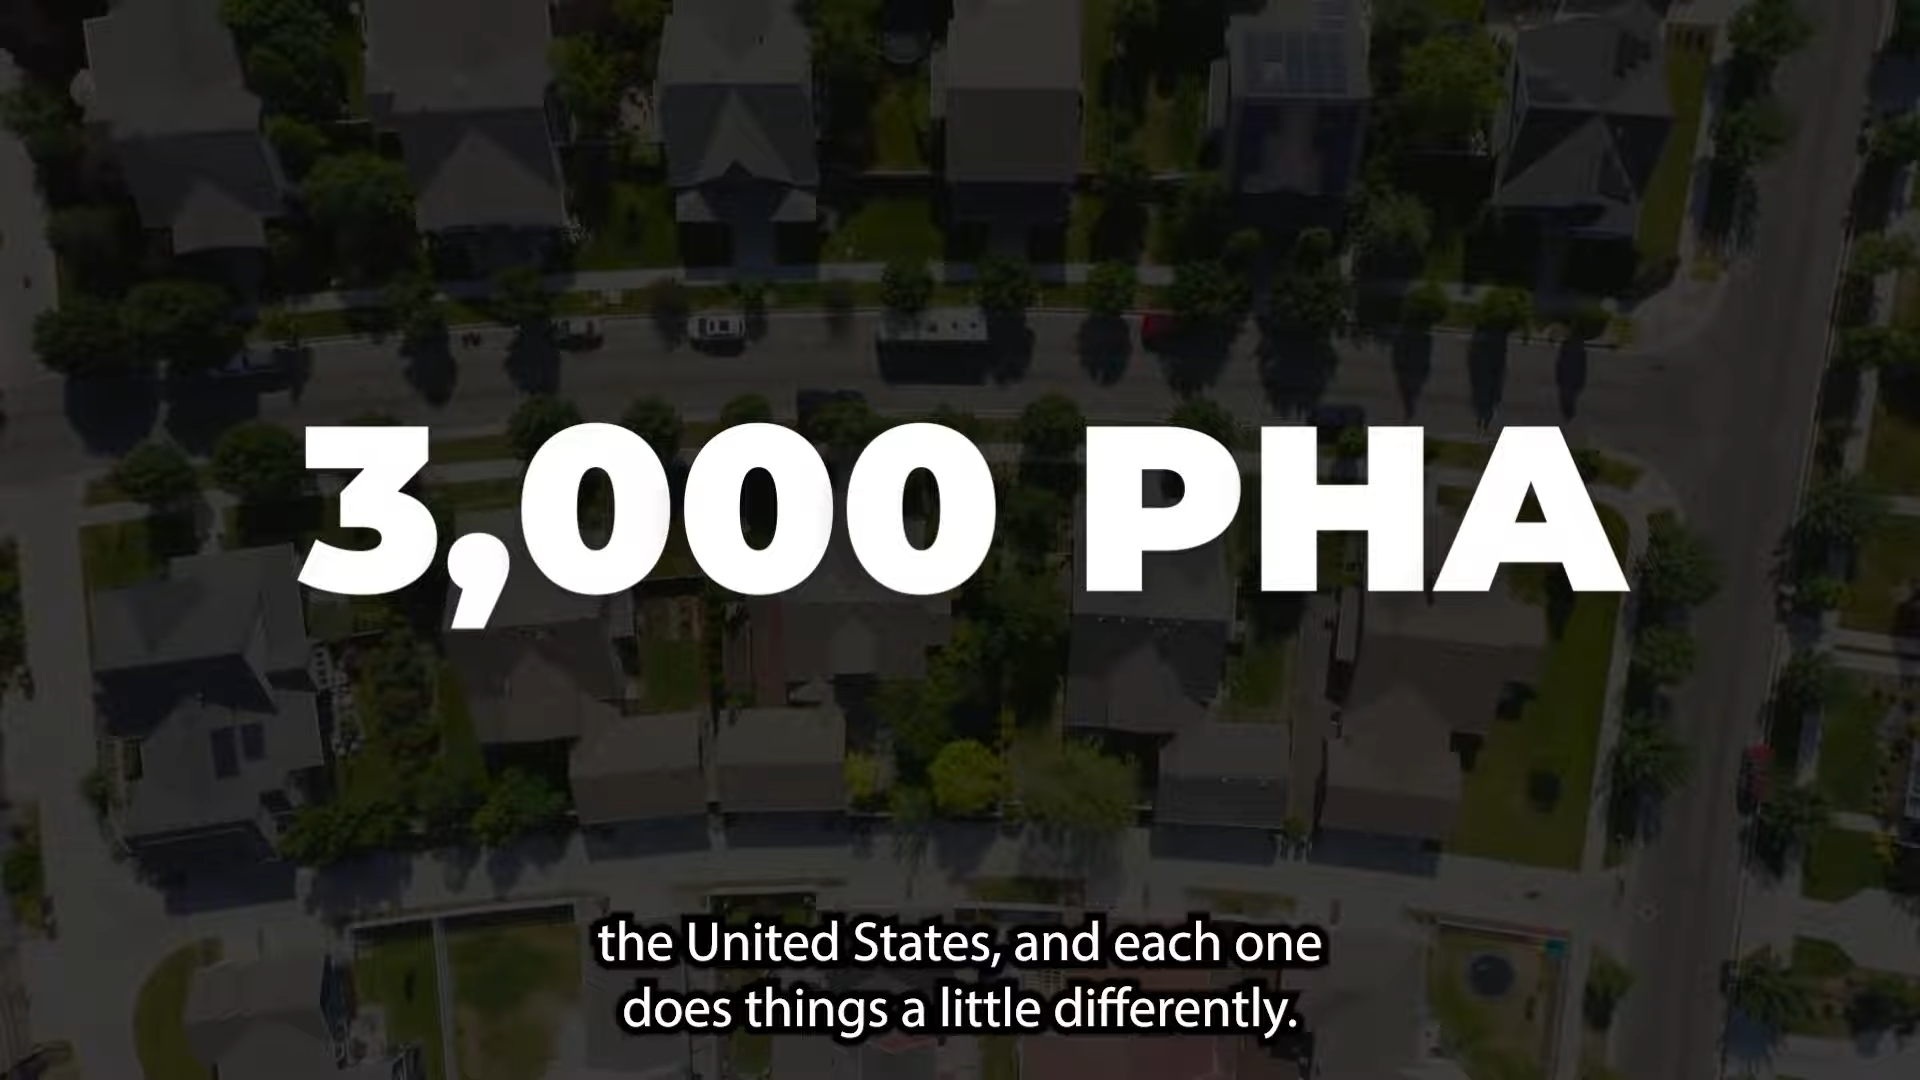 3,000 PHA
the United States, and each one
does things a little differently.